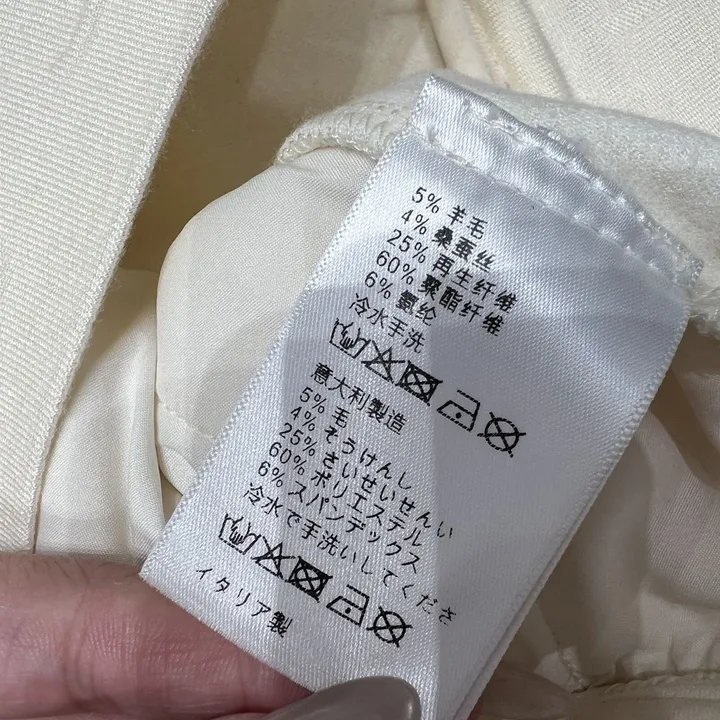 5% 羊毛
4% 桑蚕丝
25% 再生纤维
60% 聚酯纤维
6% 氨纶
冷水手洗
意大利製造
5% 毛
4% そうけんし
25% さいせいせんい
60% ポリエステル
6% スパンデックス
冷水で手洗いしてくださ
イタリア製